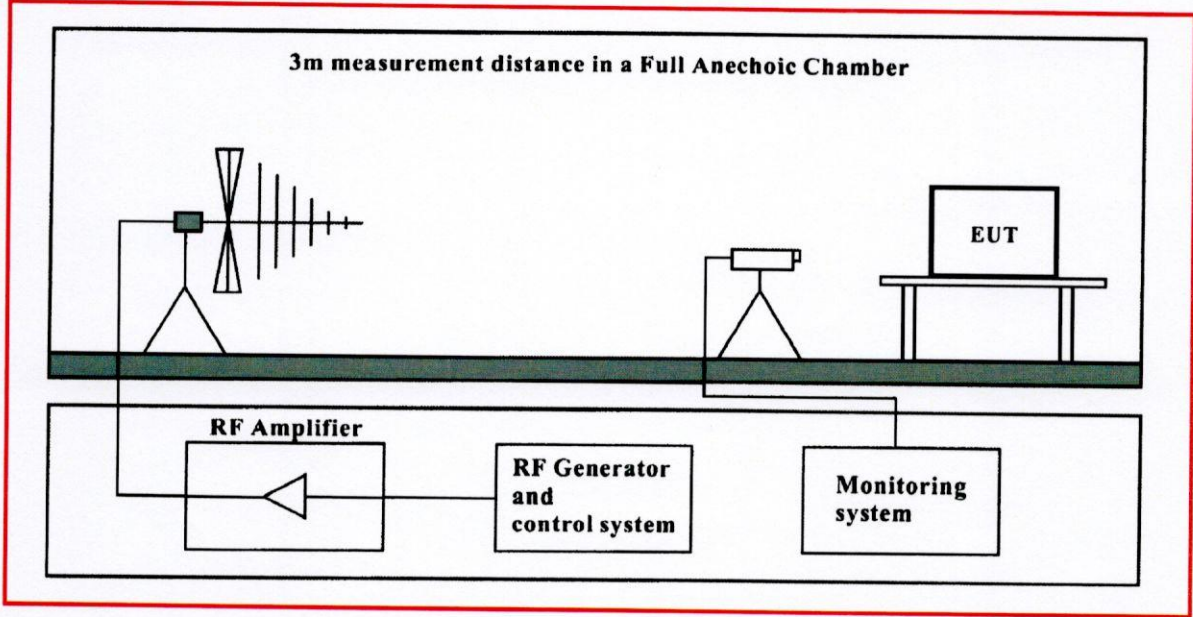 3m measurement distance in a Full Anechoic Chamber
EUT
RF Amplifier
RF Generator
and
control system
Monitoring
system